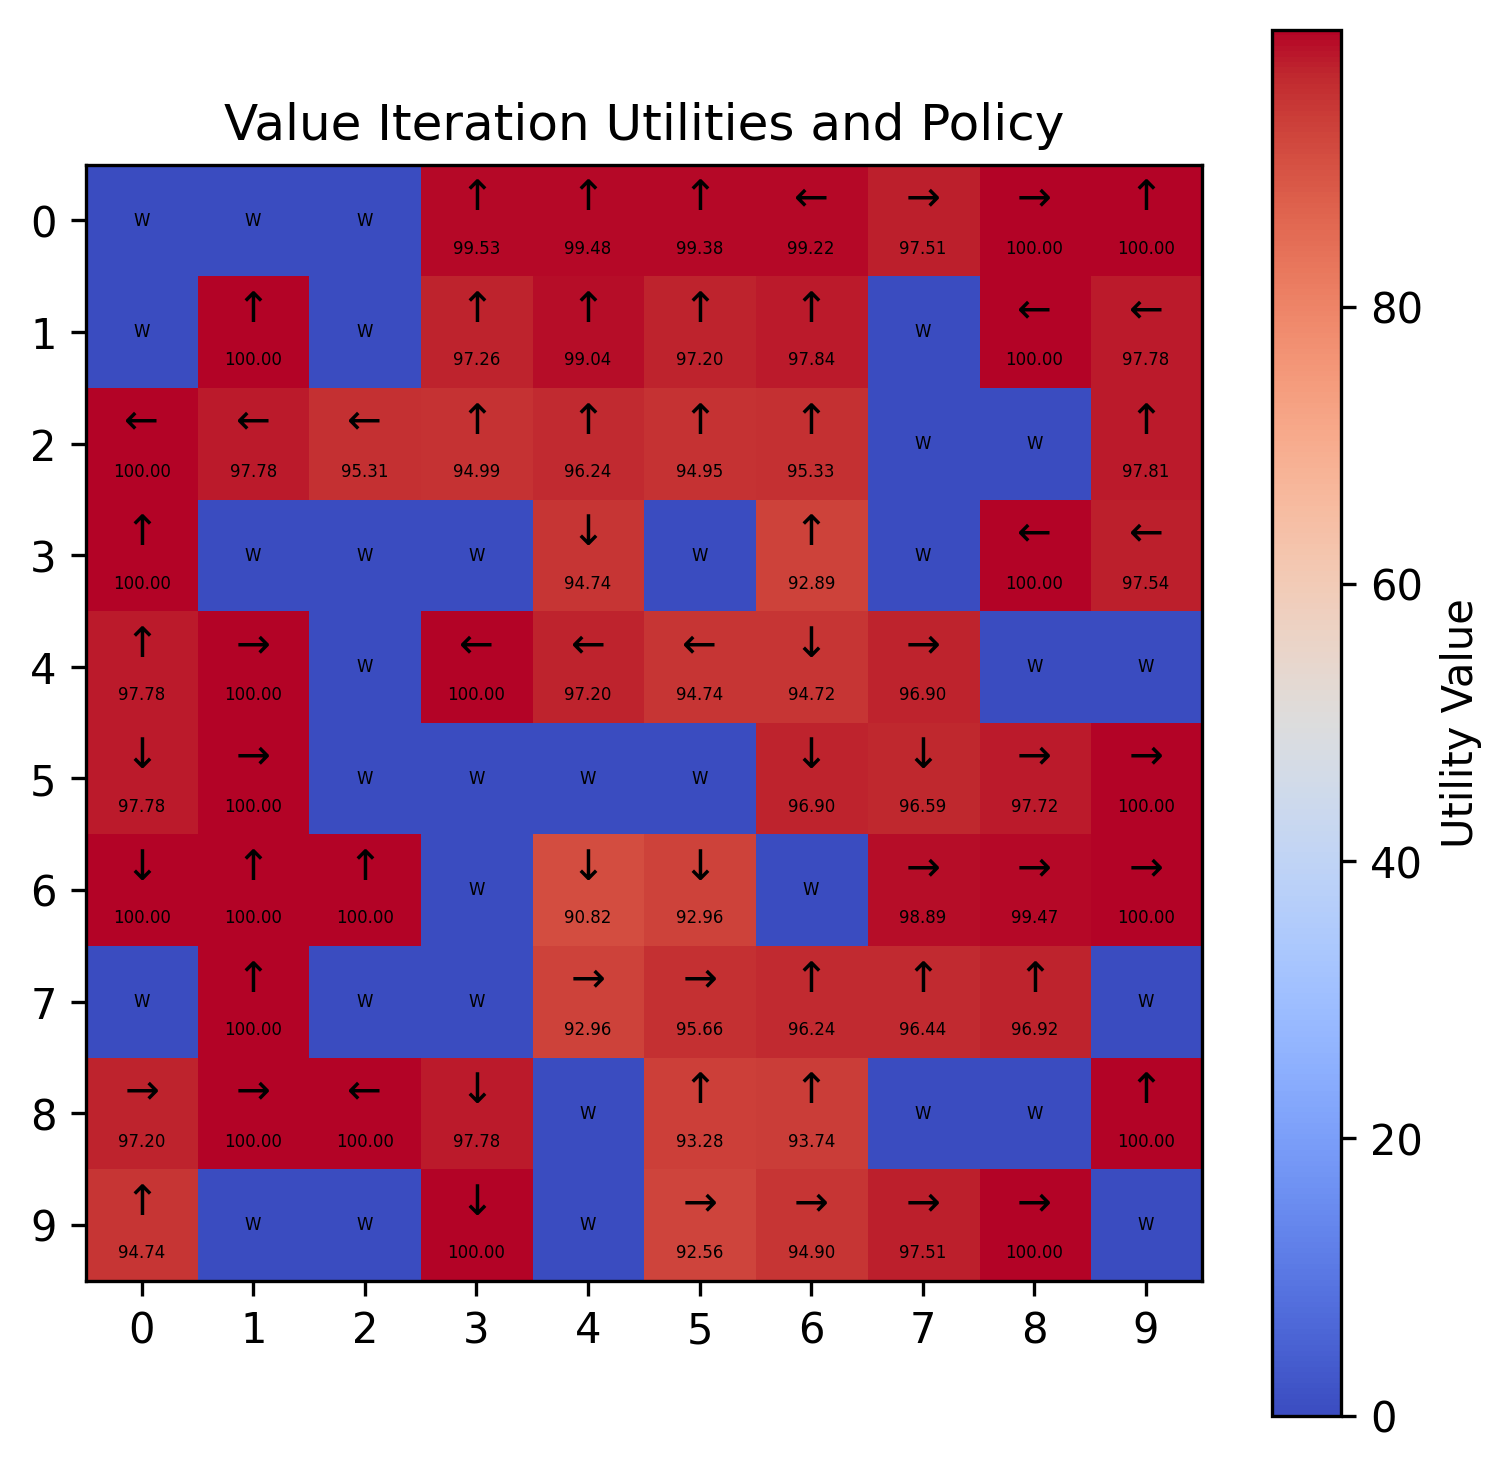 Value Iteration Utilities and Policy
0 W W W ↑ ↑ ↑ ← → → ↑
99.53 99.48 99.38 99.22 97.51 100.00 100.00
1 W ↑ W ↑ ↑ ↑ ↑ W ← ←
100.00 97.26 99.04 97.20 97.84 100.00 97.78
2 ← ← ← ↑ ↑ ↑ ↑ W W ↑
100.00 97.78 95.31 94.99 96.24 94.95 95.33 97.81
3 ↑ W W W ↓ W ↑ W ← ←
100.00 94.74 92.89 100.00 97.54
4 ↑ → W ← ← ← ↓ → W W
97.78 100.00 100.00 97.20 94.74 94.72 96.90
5 ↓ → W W W W ↓ ↓ → →
97.78 100.00 96.90 96.59 97.72 100.00
6 ↓ ↑ ↑ W ↓ ↓ W → → →
100.00 100.00 100.00 90.82 92.96 98.89 99.47 100.00
7 W ↑ W W → → ↑ ↑ ↑ W
100.00 92.96 95.66 96.24 96.44 96.92
8 → → ← ↓ W ↑ ↑ W W ↑
97.20 100.00 100.00 97.78 93.28 93.74 100.00
9 ↑ W W ↓ W → → → → W
94.74 100.00 92.56 94.90 97.51 100.00
0 1 2 3 4 5 6 7 8 9
80
60
40
20
0
Utility Value